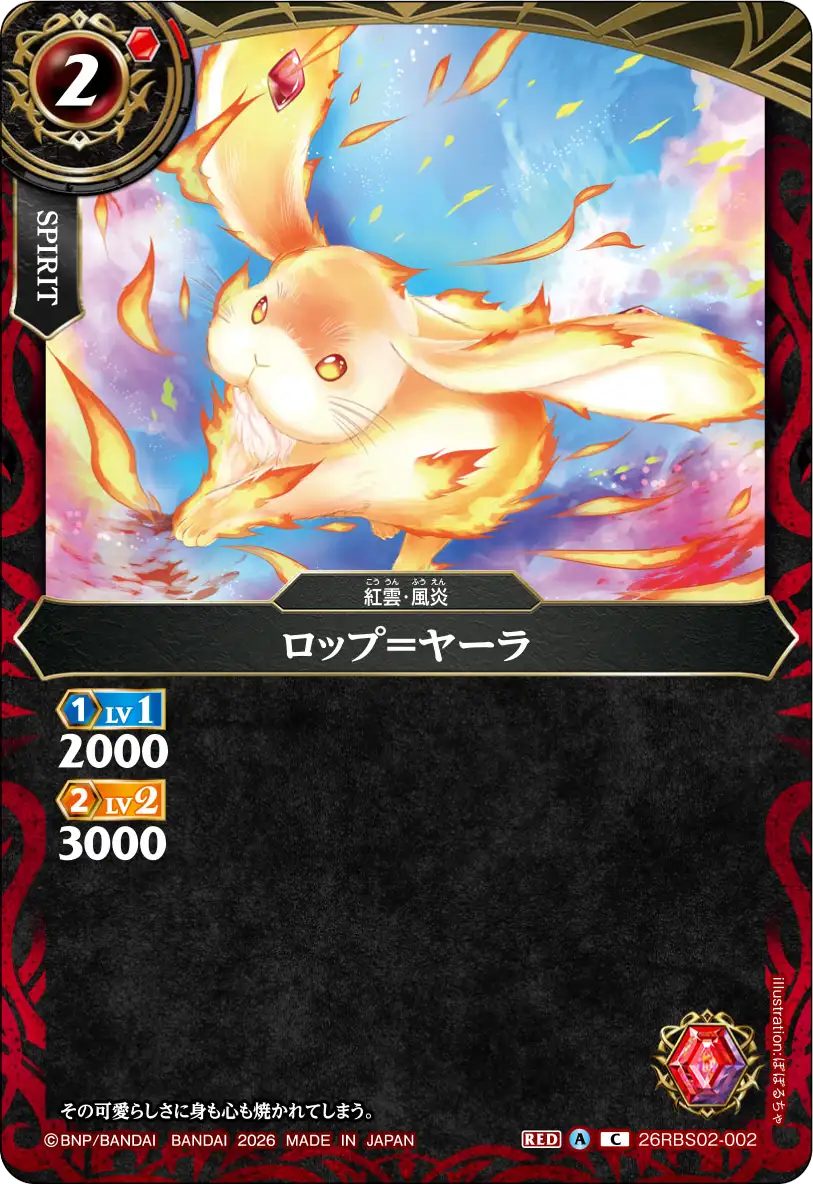 2
SPIRIT
こううん ふうえん
紅雲・風炎
ロップ＝ヤーラ
1 LV1
2000
2 LV2
3000
illustration:ぽぽるちゃ
その可愛らしさに身も心も焼かれてしまう。
©BNP/BANDAI BANDAI 2026 MADE IN JAPAN
RED A C 26RBS02-002